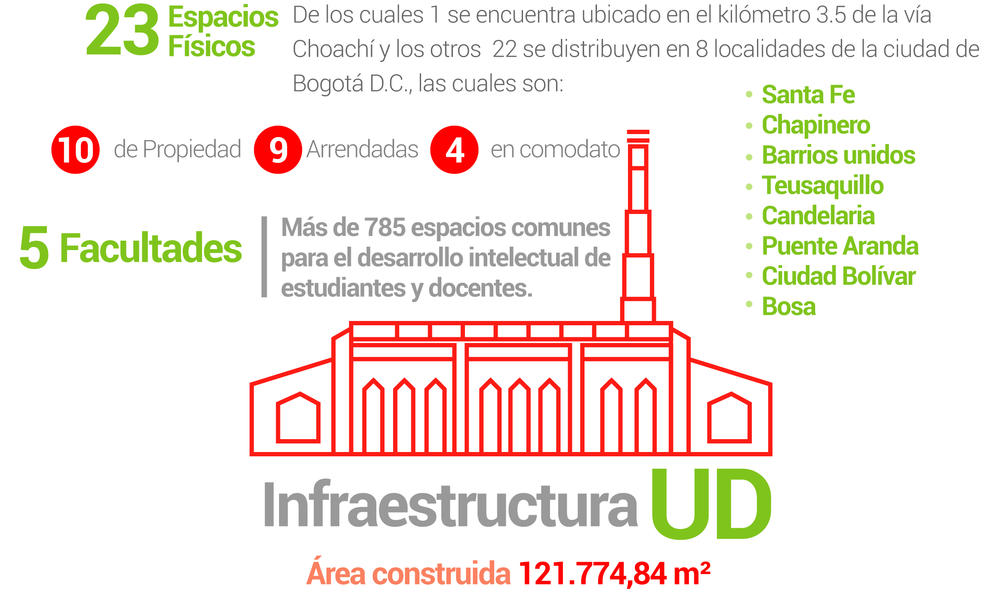 23 Espacios
Físicos
De los cuales 1 se encuentra ubicado en el kilómetro 3.5 de la vía
Choachí y los otros 22 se distribuyen en 8 localidades de la ciudad de
Bogotá D.C., las cuales son:
• Santa Fe
• Chapinero
• Barrios unidos
• Teusaquillo
• Candelaria
• Puente Aranda
• Ciudad Bolívar
• Bosa
10 de Propiedad 9 Arrendadas 4 en comodato
5 Facultades
Más de 785 espacios comunes
para el desarrollo intelectual de
estudiantes y docentes.
Infraestructura UD
Área construida 121.774,84 m²